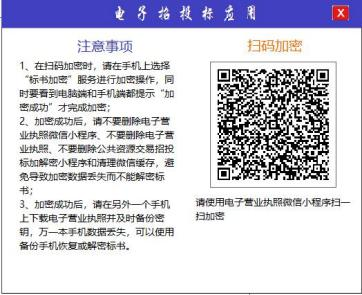 电子招投标应用
X
注意事项
1、在扫码加密时，请在手机上选择
“标书加密”服务进行加密操作，同
时要看到电脑端和手机端都提示“加
密成功”才完成加密；
2、加密成功后，请不要删除电子营
业执照微信小程序、不要删除电子营
业执照、不要删除公共资源交易招投
标加解密小程序和清理微信缓存，避
免导致加密数据丢失而不能解密标
书；
3、加密成功后，请在另外一个手机
上下载电子营业执照并及时备份密
钥，万一本手机数据丢失，可以使用
备份手机恢复或解密标书。
扫码加密
请使用电子营业执照微信小程序扫一
扫加密